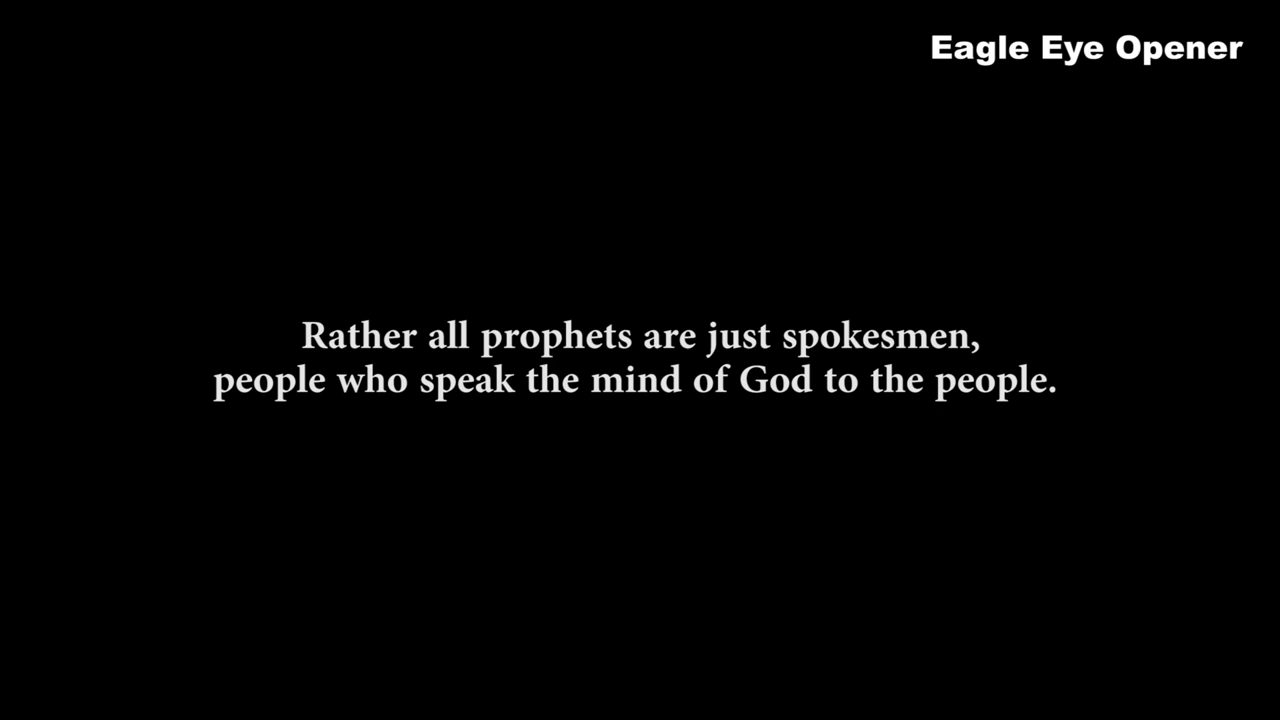 Eagle Eye Opener
Rather all prophets are just spokesmen,
people who speak the mind of God to the people.